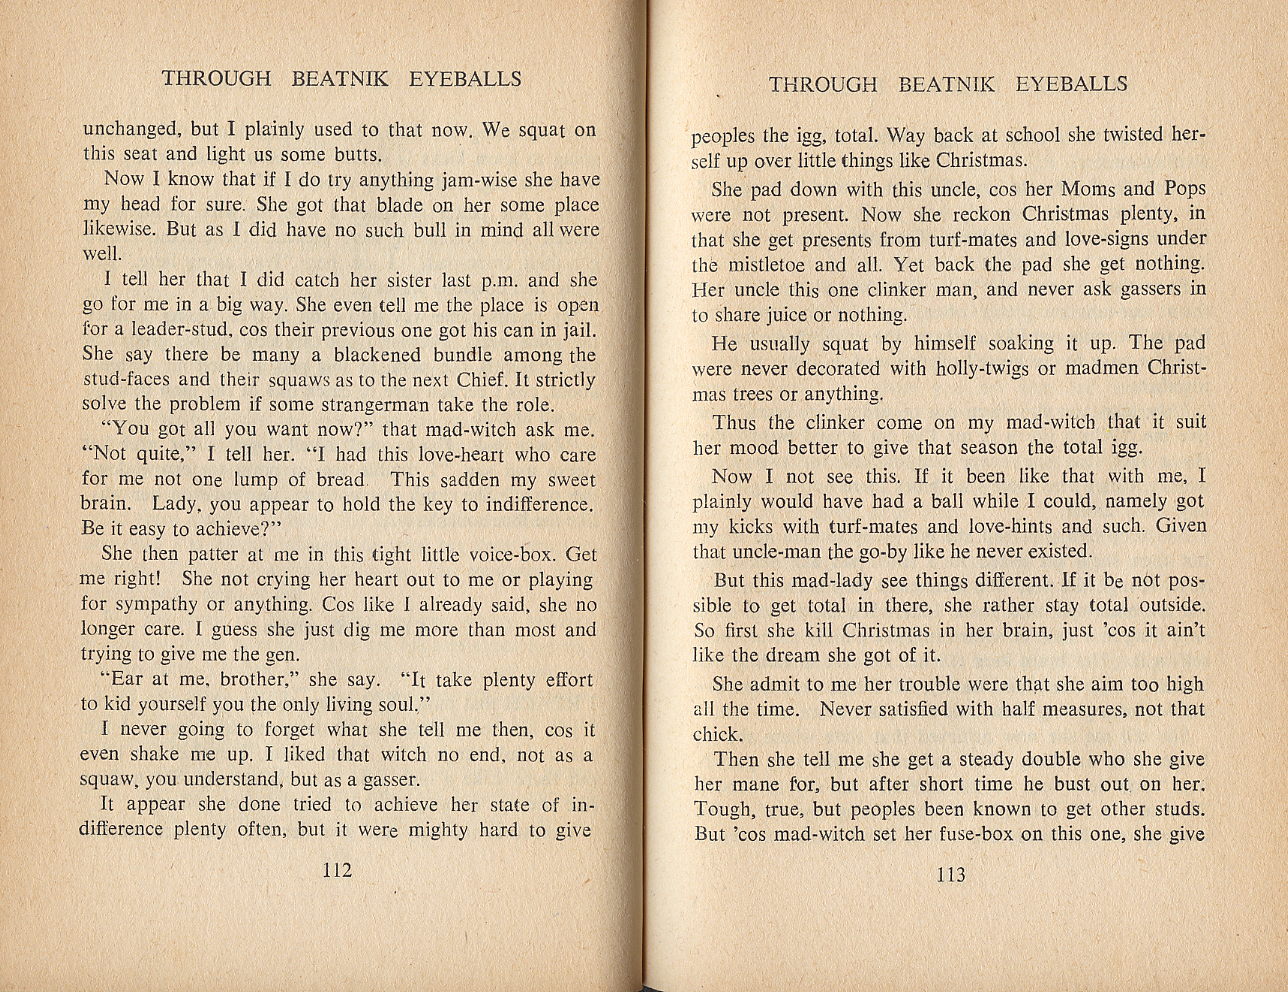 THROUGH BEATNIK EYEBALLS
unchanged, but I plainly used to that now. We squat on
this seat and light us some butts.
Now I know that if I do try anything jam-wise she have
my head for sure. She got that blade on her some place
likewise. But as I did have no such bull in mind all were
well.
I tell her that I did catch her sister last p.m. and she
go for me in a big way. She even tell me the place is open
for a leader-stud, cos their previous one got his can in jail.
She say there be many a blackened bundle among the
stud-faces and their squaws as to the next Chief. It strictly
solve the problem if some strangerman take the role.
“You got all you want now?” that mad-witch ask me.
“Not quite,” I tell her. “I had this love-heart who care
for me not one lump of bread. This sadden my sweet
brain. Lady, you appear to hold the key to indifference.
Be it easy to achieve?”
She then patter at me in this tight little voice-box. Get
me right! She not crying her heart out to me or playing
for sympathy or anything. Cos like I already said, she no
longer care. I guess she just dig me more than most and
trying to give me the gen.
“Ear at me, brother,” she say. “It take plenty effort
to kid yourself you the only living soul.”
I never going to forget what she tell me then, cos it
even shake me up. I liked that witch no end, not as a
squaw, you understand, but as a gasser.
It appear she done tried to achieve her state of in-
difference plenty often, but it were mighty hard to give
112
THROUGH BEATNIK EYEBALLS
peoples the igg, total. Way back at school she twisted her-
self up over little things like Christmas.
She pad down with this uncle, cos her Moms and Pops
were not present. Now she reckon Christmas plenty, in
that she get presents from turf-mates and love-signs under
the mistletoe and all. Yet back the pad she get nothing.
Her uncle this one clinker man, and never ask gassers in
to share juice or nothing.
He usually squat by himself soaking it up. The pad
were never decorated with holly-twigs or madmen Christ-
mas trees or anything.
Thus the clinker come on my mad-witch that it suit
her mood better to give that season the total igg.
Now I not see this. If it been like that with me, I
plainly would have had a ball while I could, namely got
my kicks with turf-mates and love-hints and such. Given
that uncle-man the go-by like he never existed.
But this mad-lady see things different. If it be not pos-
sible to get total in there, she rather stay total outside.
So first she kill Christmas in her brain, just ’cos it ain’t
like the dream she got of it.
She admit to me her trouble were that she aim too high
all the time. Never satisfied with half measures, not that
chick.
Then she tell me she get a steady double who she give
her mane for, but after short time he bust out on her.
Tough, true, but peoples been known to get other studs.
But ’cos mad-witch set her fuse-box on this one, she give
113